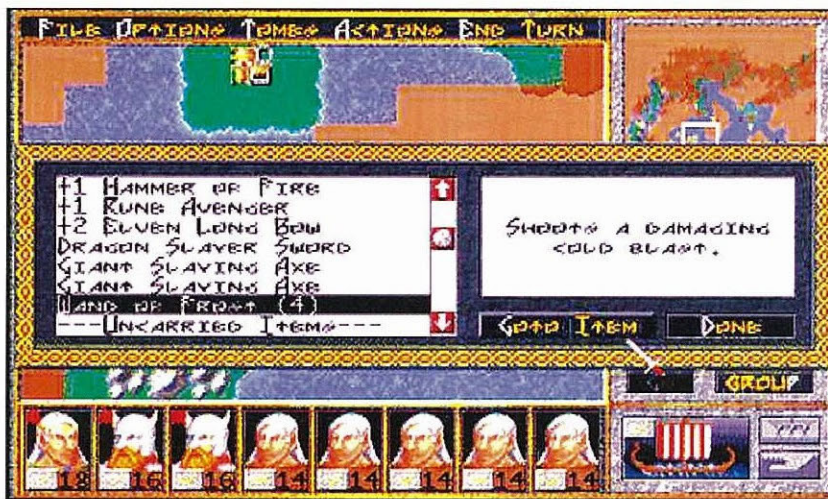 File Options Tomes Actions End Turn
+1 Hammer of Fire
+1 Rune Avenger
+2 Elven Long Bow
Dragon Slayer Sword
Giant Slaying Axe
Giant Slaying Axe
Wand of Frost (4)
---Uncarried Items---
Shoots a damaging
cold blast.
Goto Item
Done
Group
18 16 16 14 14 14 14 14